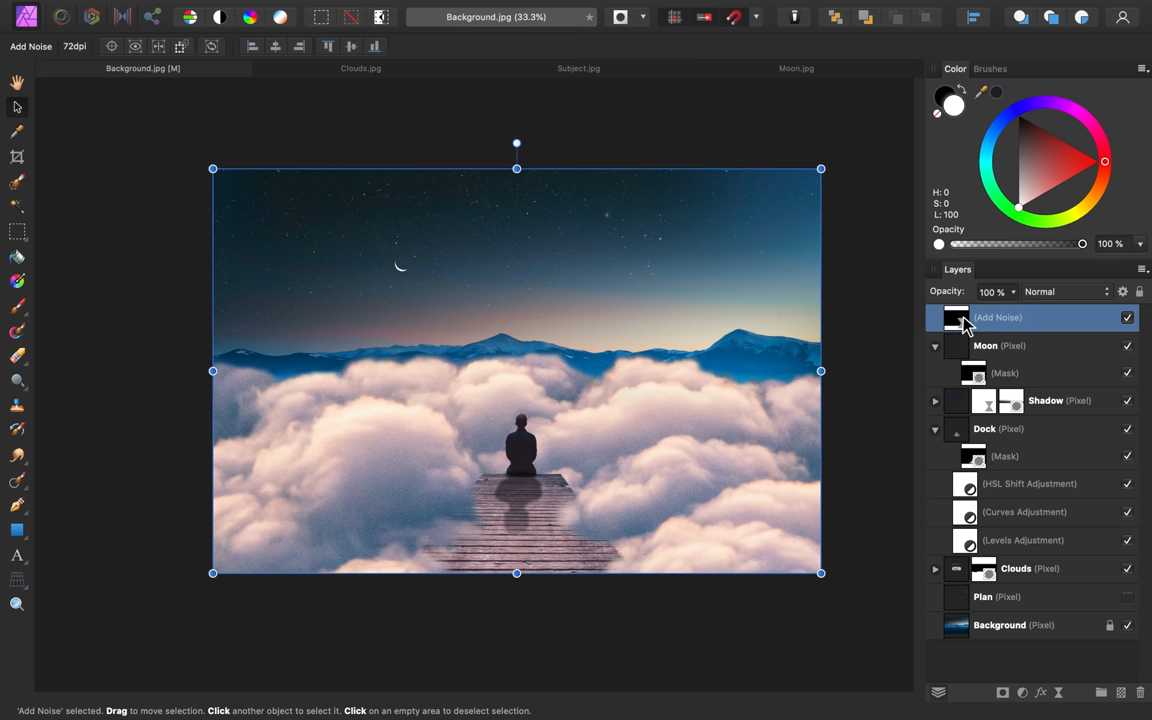 Background.jpg (33.3%)
*
Add Noise
72dpi
Background.jpg [M]
Clouds.jpg
Subject.jpg
Moon.jpg
Color
Brushes
H: 0
S: 0
L: 100
Opacity
100 %
Layers
Opacity:
100 %
Normal
(Add Noise)
Moon (Pixel)
(Mask)
Shadow (Pixel)
Dock (Pixel)
(Mask)
(HSL Shift Adjustment)
(Curves Adjustment)
(Levels Adjustment)
Clouds (Pixel)
Plan (Pixel)
Background (Pixel)
A
fx
'Add Noise' selected. Drag to move selection. Click another object to select it. Click on an empty area to deselect selection.